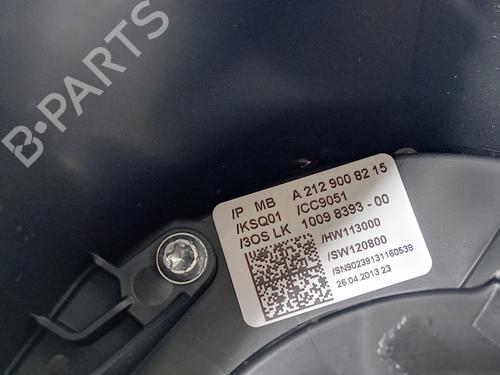 B-PARTS
/P MB A 212 900 82 15
/KSQ01 /CC9051
/3OS LK 1009 8393-00
/HW113000
/SW120800
/SN90239131160538
26.04.2013 23